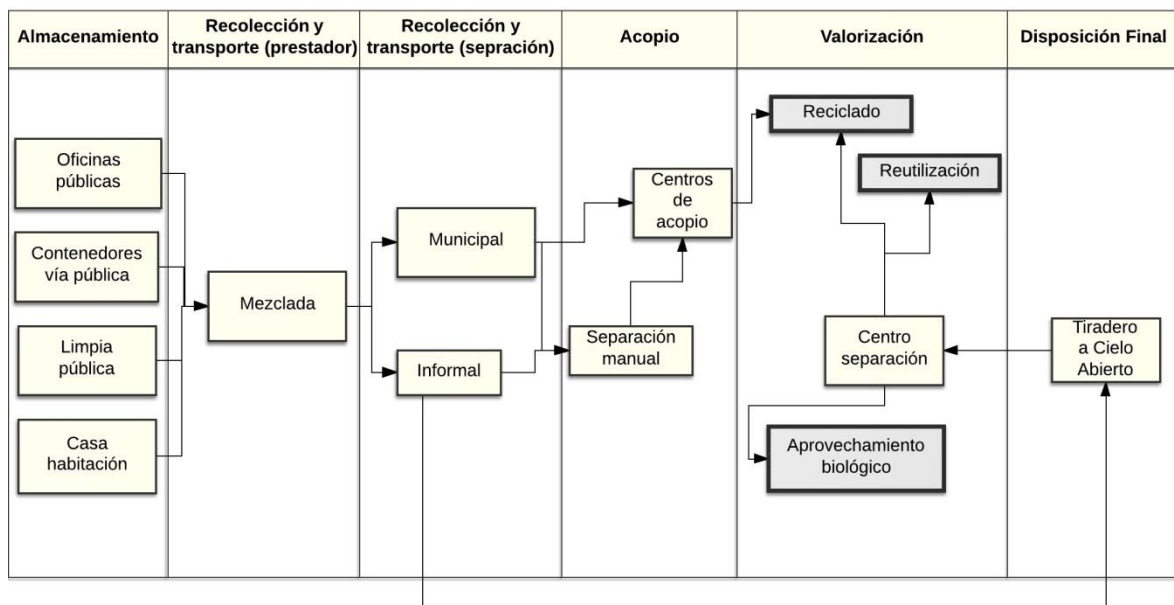 Almacenamiento
Recolección y
transporte (prestador)
Recolección y
transporte (sepración)
Acopio
Valorización
Disposición Final
Oficinas
públicas
Contenedores
vía pública
Limpia
pública
Casa
habitación
Mezclada
Municipal
Informal
Centros
de
acopio
Separación
manual
Reciclado
Reutilización
Centro
separación
Aprovechamiento
biológico
Tiradero
a Cielo
Abierto